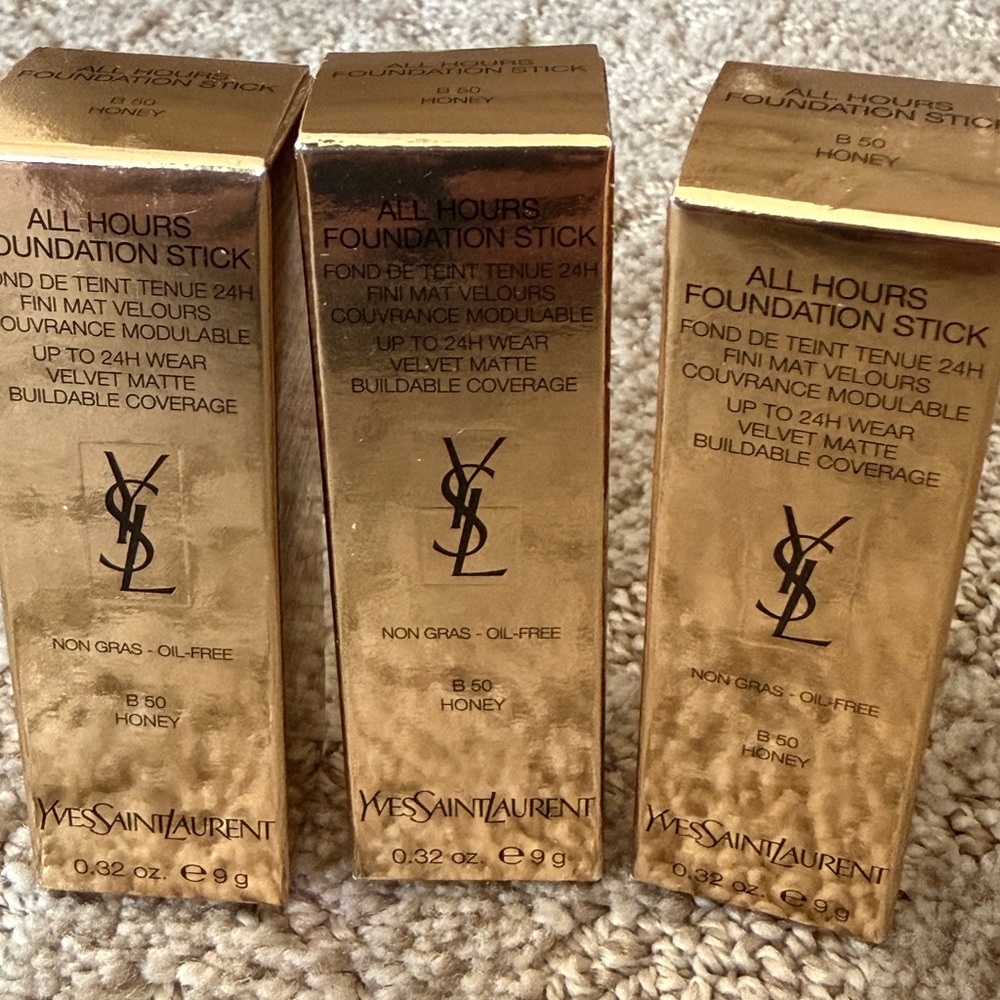 ALL HOURS
FOUNDATION STICK
B 50
HONEY
ALL HOURS
OUNDATION STICK
OND DE TEINT TENUE 24H
FINI MAT VELOURS
COUVRANCE MODULABLE
UP TO 24H WEAR
VELVET MATTE
BUILDABLE COVERAGE
YSL
NON GRAS - OIL-FREE
B 50
HONEY
YVESSAINTLAURENT
0.32 oz. ℮ 9 g
ALL HOURS
FOUNDATION STICK
B 50
HONEY
ALL HOURS
FOUNDATION STICK
FOND DE TEINT TENUE 24H
FINI MAT VELOURS
COUVRANCE MODULABLE
UP TO 24H WEAR
VELVET MATTE
BUILDABLE COVERAGE
YSL
NON GRAS - OIL-FREE
B 50
HONEY
YVESSAINTLAURENT
0.32 oz. ℮ 9 g
ALL HOURS
FOUNDATION STICK
B 50
HONEY
ALL HOURS
FOUNDATION STICK
FOND DE TEINT TENUE 24H
FINI MAT VELOURS
COUVRANCE MODULABLE
UP TO 24H WEAR
VELVET MATTE
BUILDABLE COVERAGE
YSL
NON GRAS - OIL-FREE
B 50
HONEY
YVESSAINTLAURENT
0.32 oz. ℮ 9 g